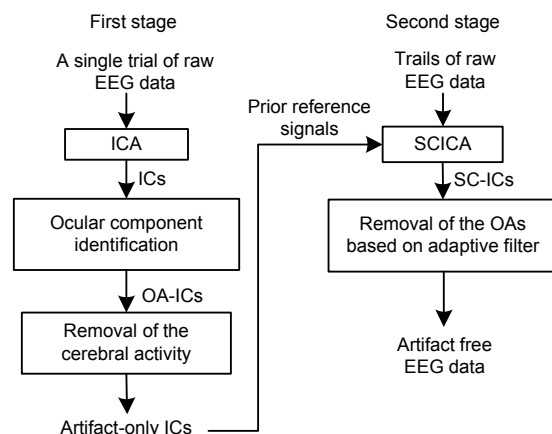 First stage
A single trial of raw
EEG data
ICA
ICs
Ocular component
identification
OA-ICs
Removal of the
cerebral activity
Artifact-only ICs
Prior reference
signals
Second stage
Trails of raw
EEG data
SCICA
SC-ICs
Removal of the OAs
based on adaptive filter
Artifact free
EEG data